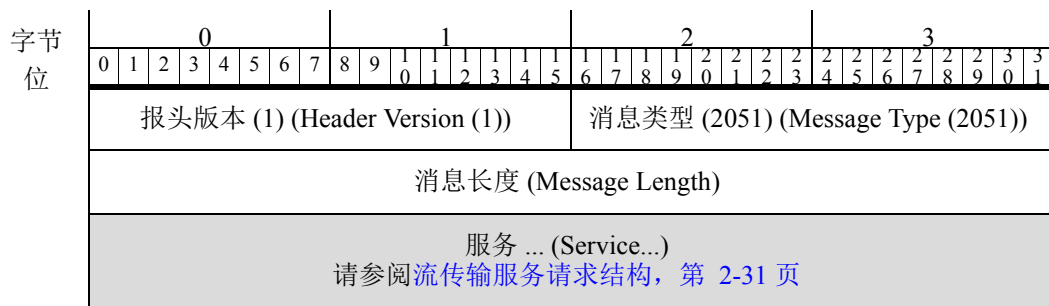 字节 0 1 2 3
位 0 1 2 3 4 5 6 7 8 9 10 11 12 13 14 15 16 17 18 19 20 21 22 23 24 25 26 27 28 29 30 31
报头版本 (1) (Header Version (1)) 消息类型 (2051) (Message Type (2051))
消息长度 (Message Length)
服务 ... (Service...)
请参阅流传输服务请求结构，第 2-31 页